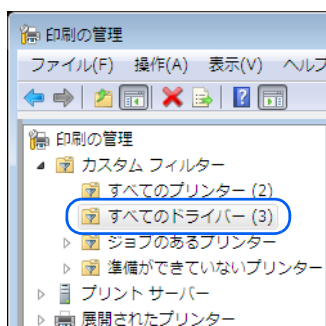 印刷の管理
ファイル(F) 操作(A) 表示(V) ヘルプ
印刷の管理
カスタム フィルター
すべてのプリンター (2)
すべてのドライバー (3)
ジョブのあるプリンター
準備ができていないプリンター
プリント サーバー
展開されたプリンター